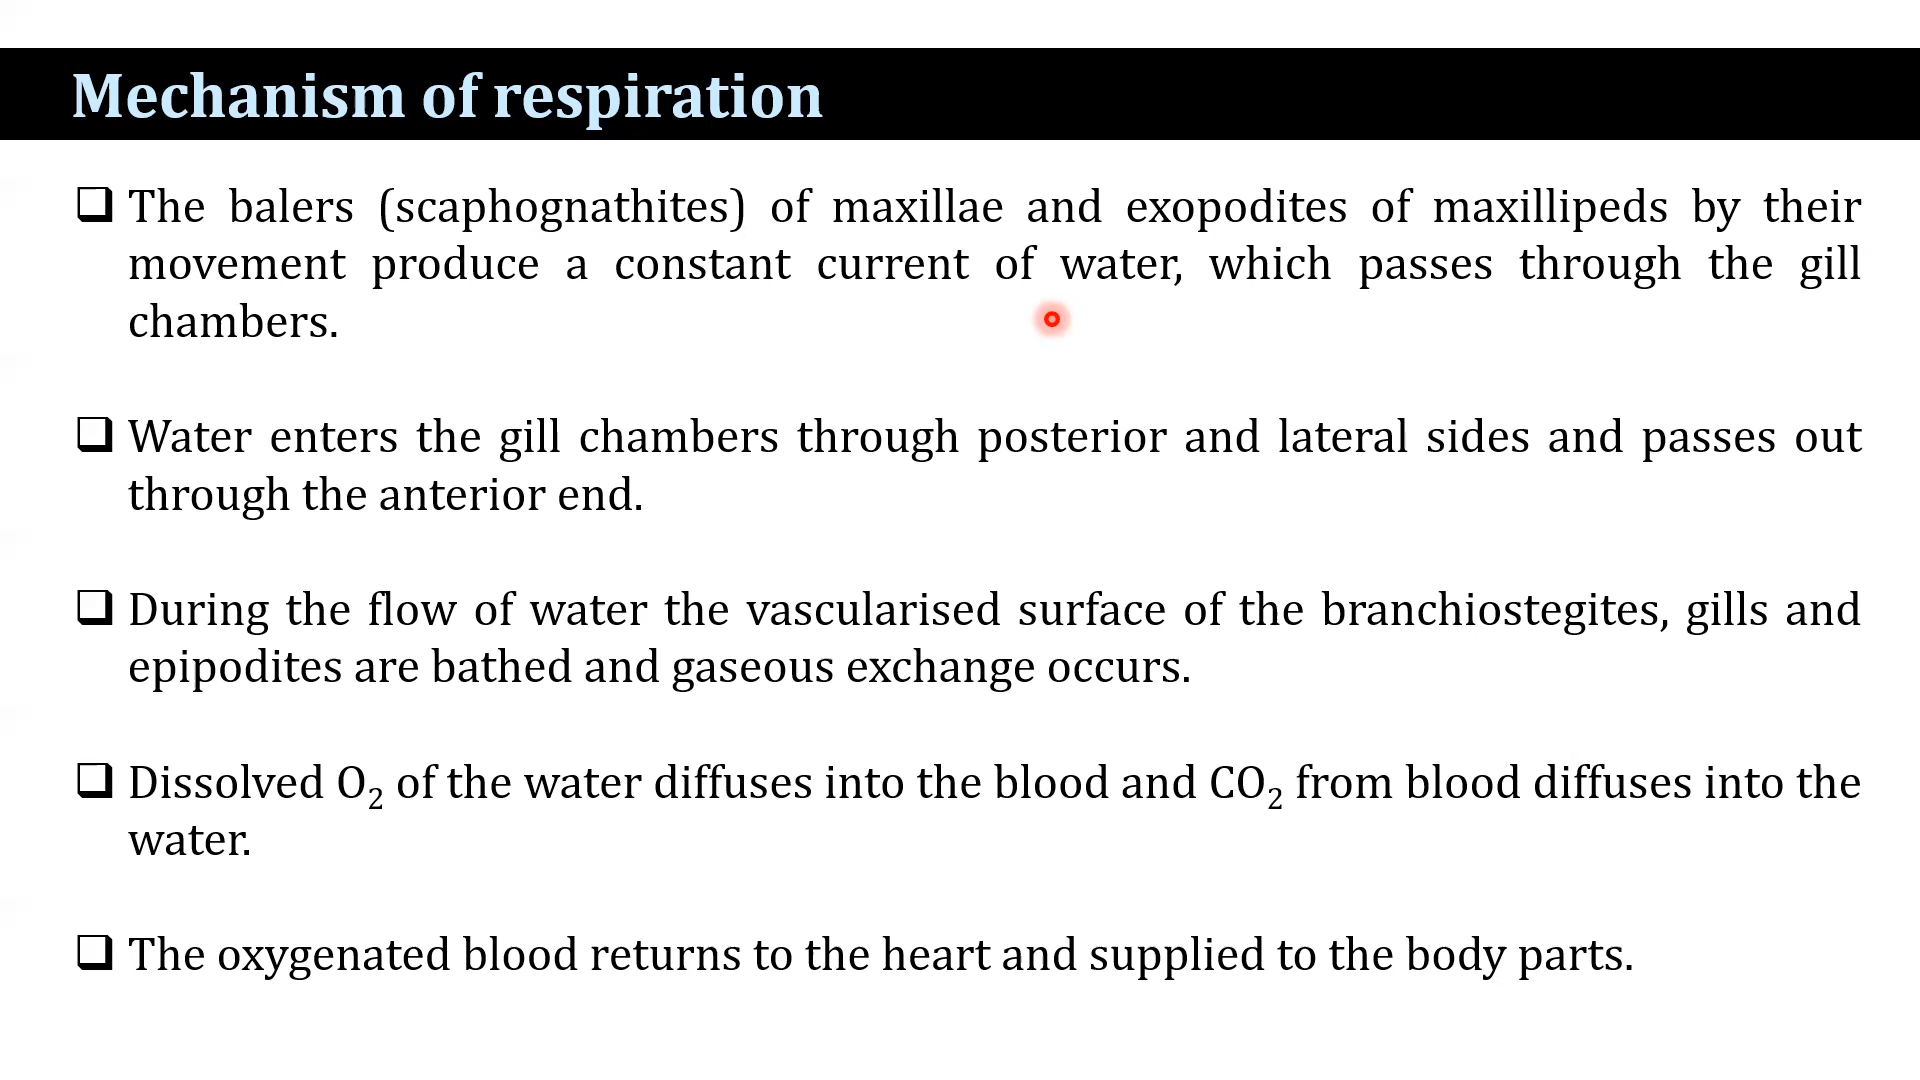 Mechanism of respiration
❑ The balers (scaphognathites) of maxillae and exopodites of maxillipeds by their
movement produce a constant current of water, which passes through the gill
chambers.
❑ Water enters the gill chambers through posterior and lateral sides and passes out
through the anterior end.
❑ During the flow of water the vascularised surface of the branchiostegites, gills and
epipodites are bathed and gaseous exchange occurs.
❑ Dissolved O₂ of the water diffuses into the blood and CO₂ from blood diffuses into the
water.
❑ The oxygenated blood returns to the heart and supplied to the body parts.